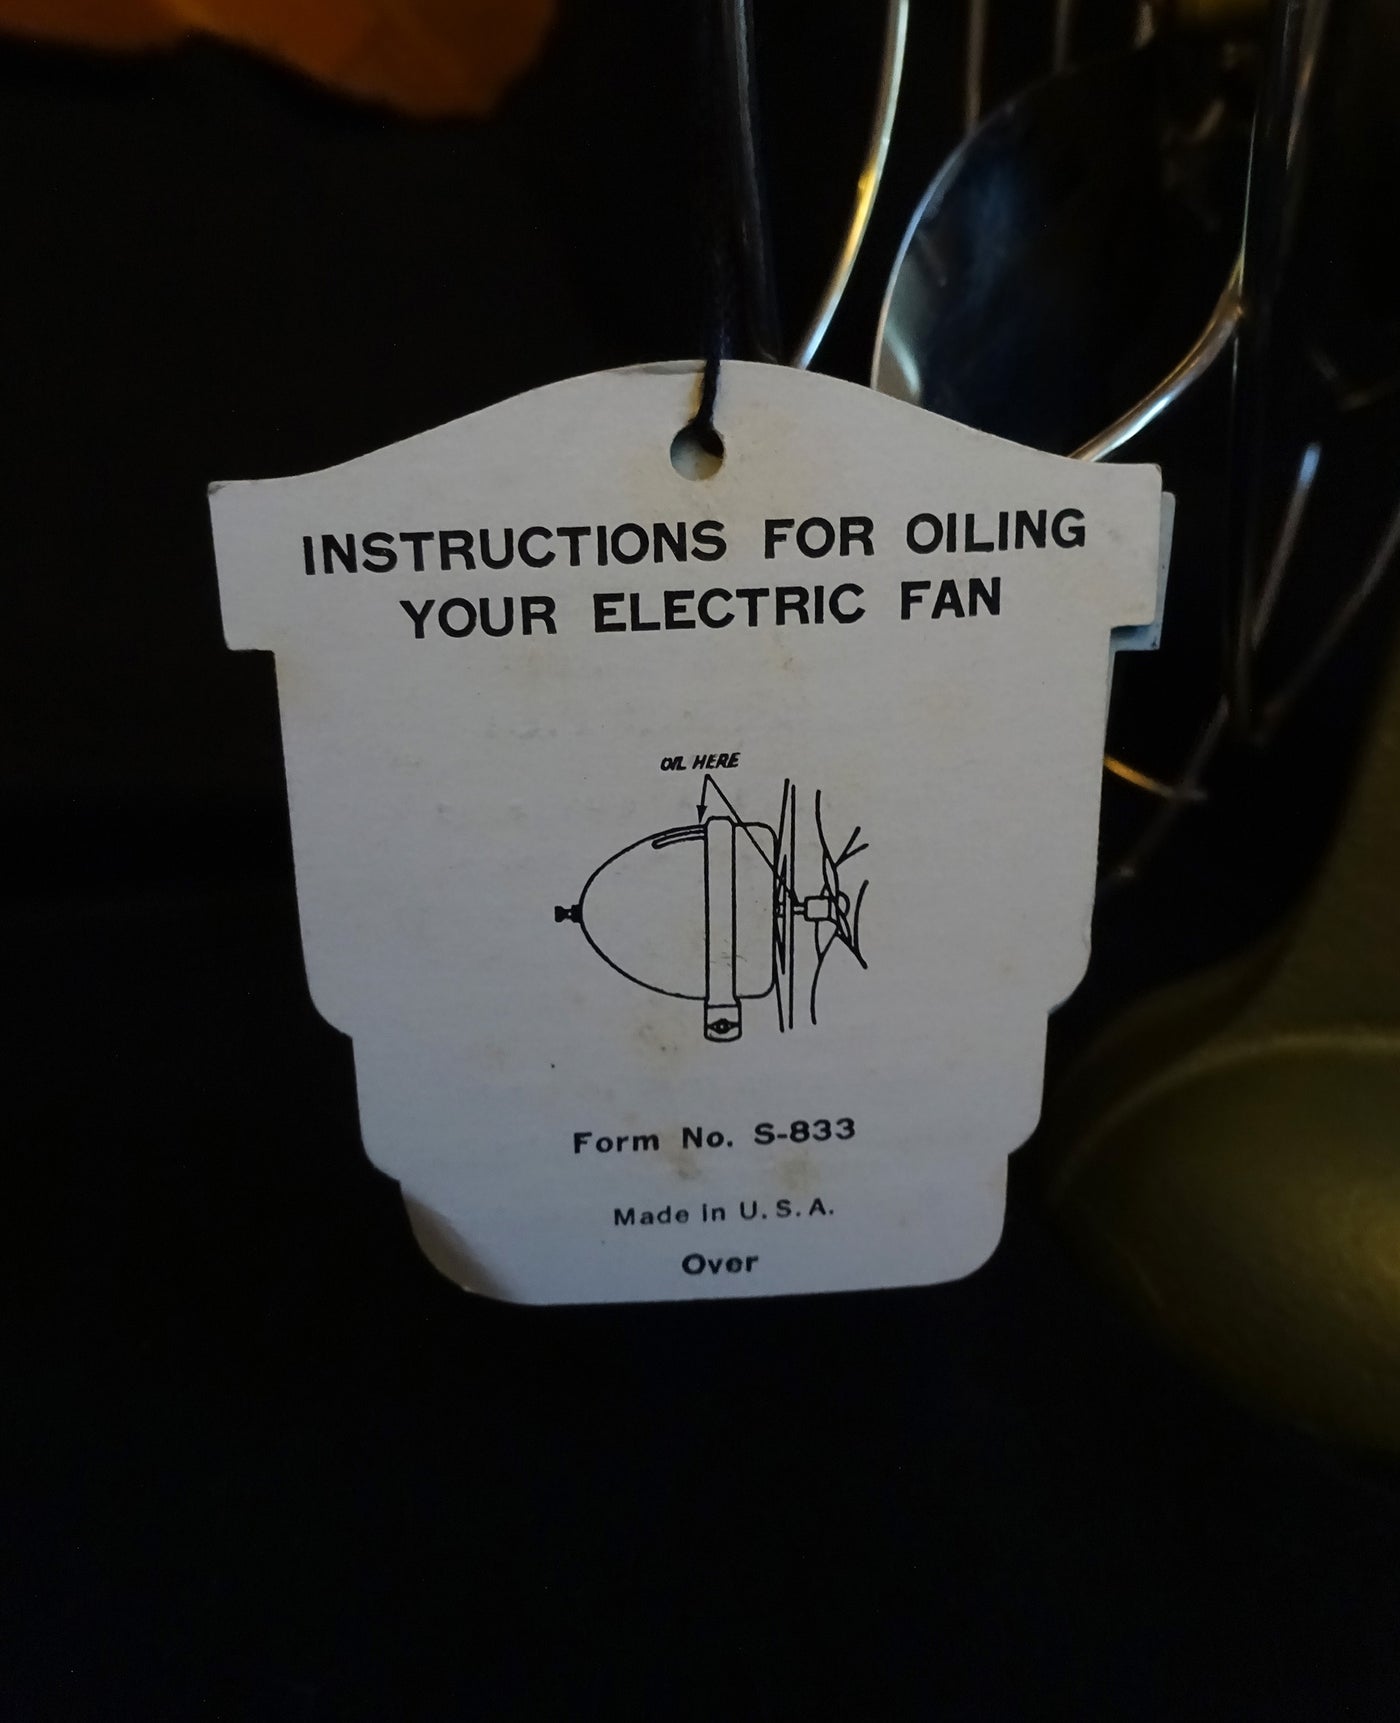 INSTRUCTIONS FOR OILING
YOUR ELECTRIC FAN
OIL HERE
Form No. S-833
Made in U.S.A.
Over